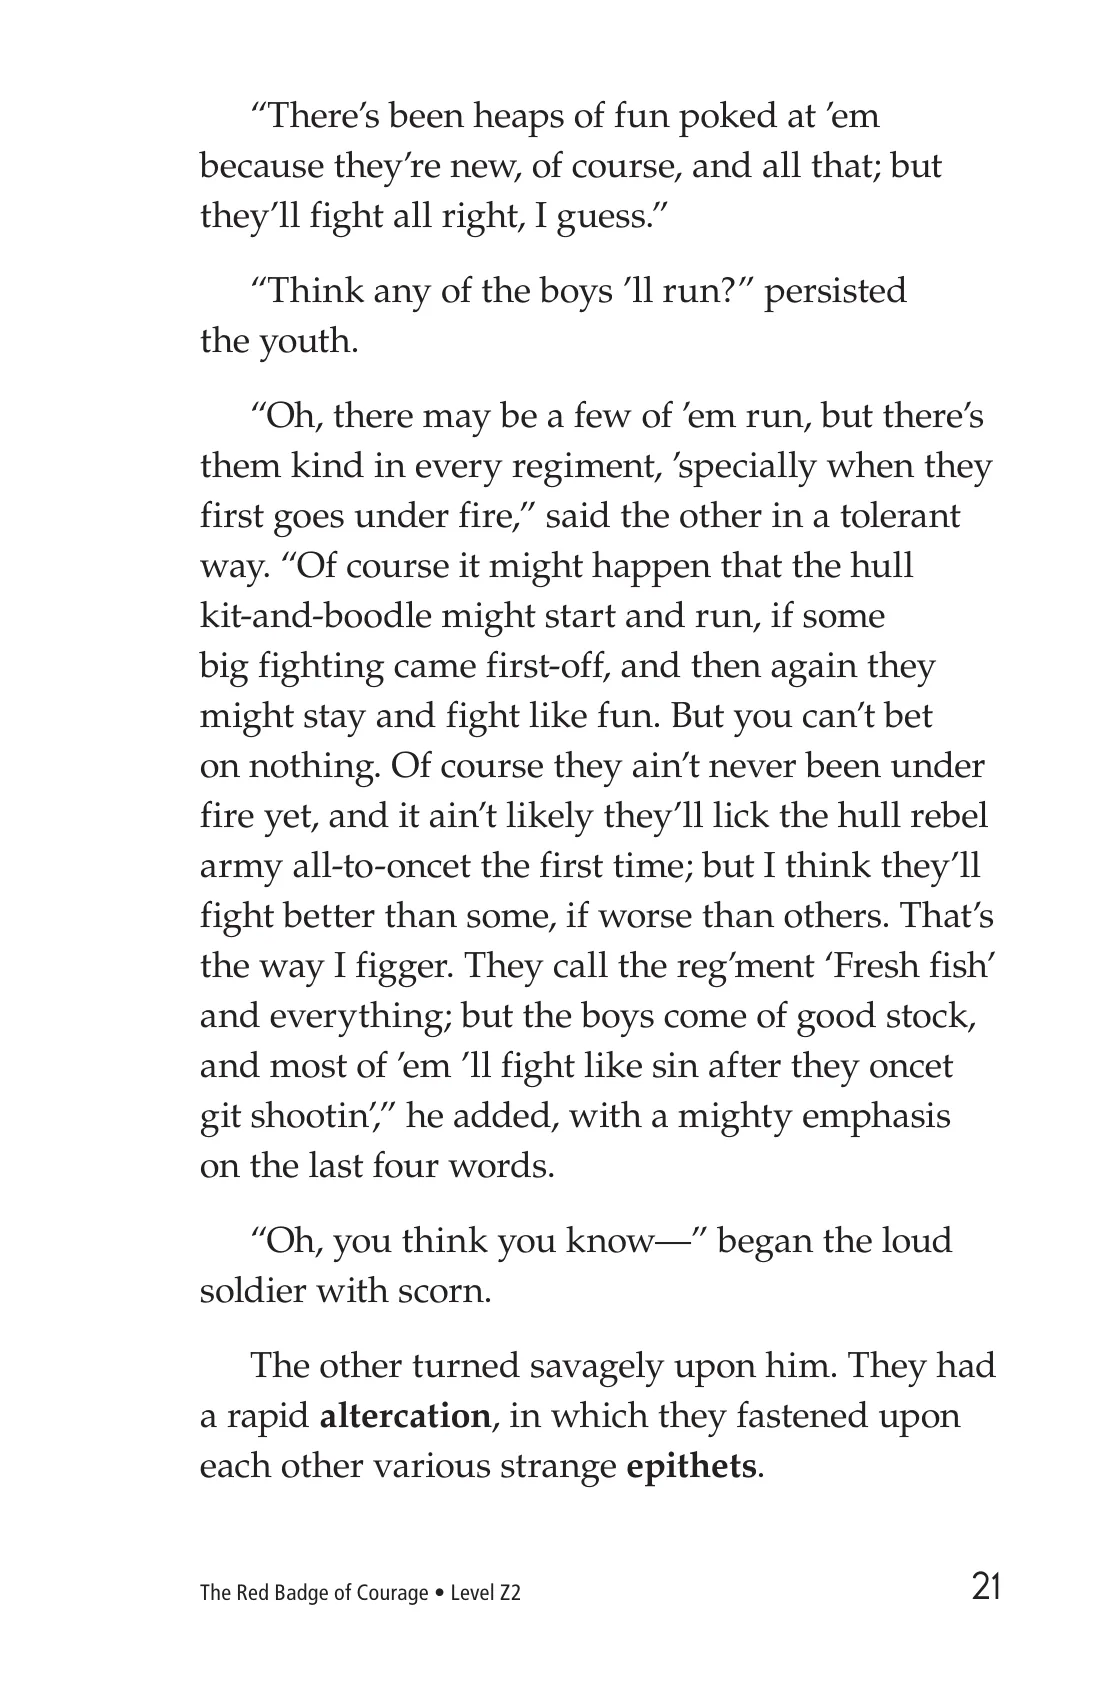 “There’s been heaps of fun poked at ’em
because they’re new, of course, and all that; but
they’ll fight all right, I guess.”
“Think any of the boys ’ll run?” persisted
the youth.
“Oh, there may be a few of ’em run, but there’s
them kind in every regiment, ’specially when they
first goes under fire,” said the other in a tolerant
way. “Of course it might happen that the hull
kit-and-boodle might start and run, if some
big fighting came first-off, and then again they
might stay and fight like fun. But you can’t bet
on nothing. Of course they ain’t never been under
fire yet, and it ain’t likely they’ll lick the hull rebel
army all-to-oncet the first time; but I think they’ll
fight better than some, if worse than others. That’s
the way I figger. They call the reg’ment ‘Fresh fish’
and everything; but the boys come of good stock,
and most of ’em ’ll fight like sin after they oncet
git shootin’,” he added, with a mighty emphasis
on the last four words.
“Oh, you think you know—” began the loud
soldier with scorn.
The other turned savagely upon him. They had
a rapid altercation, in which they fastened upon
each other various strange epithets.
The Red Badge of Courage • Level Z2
21